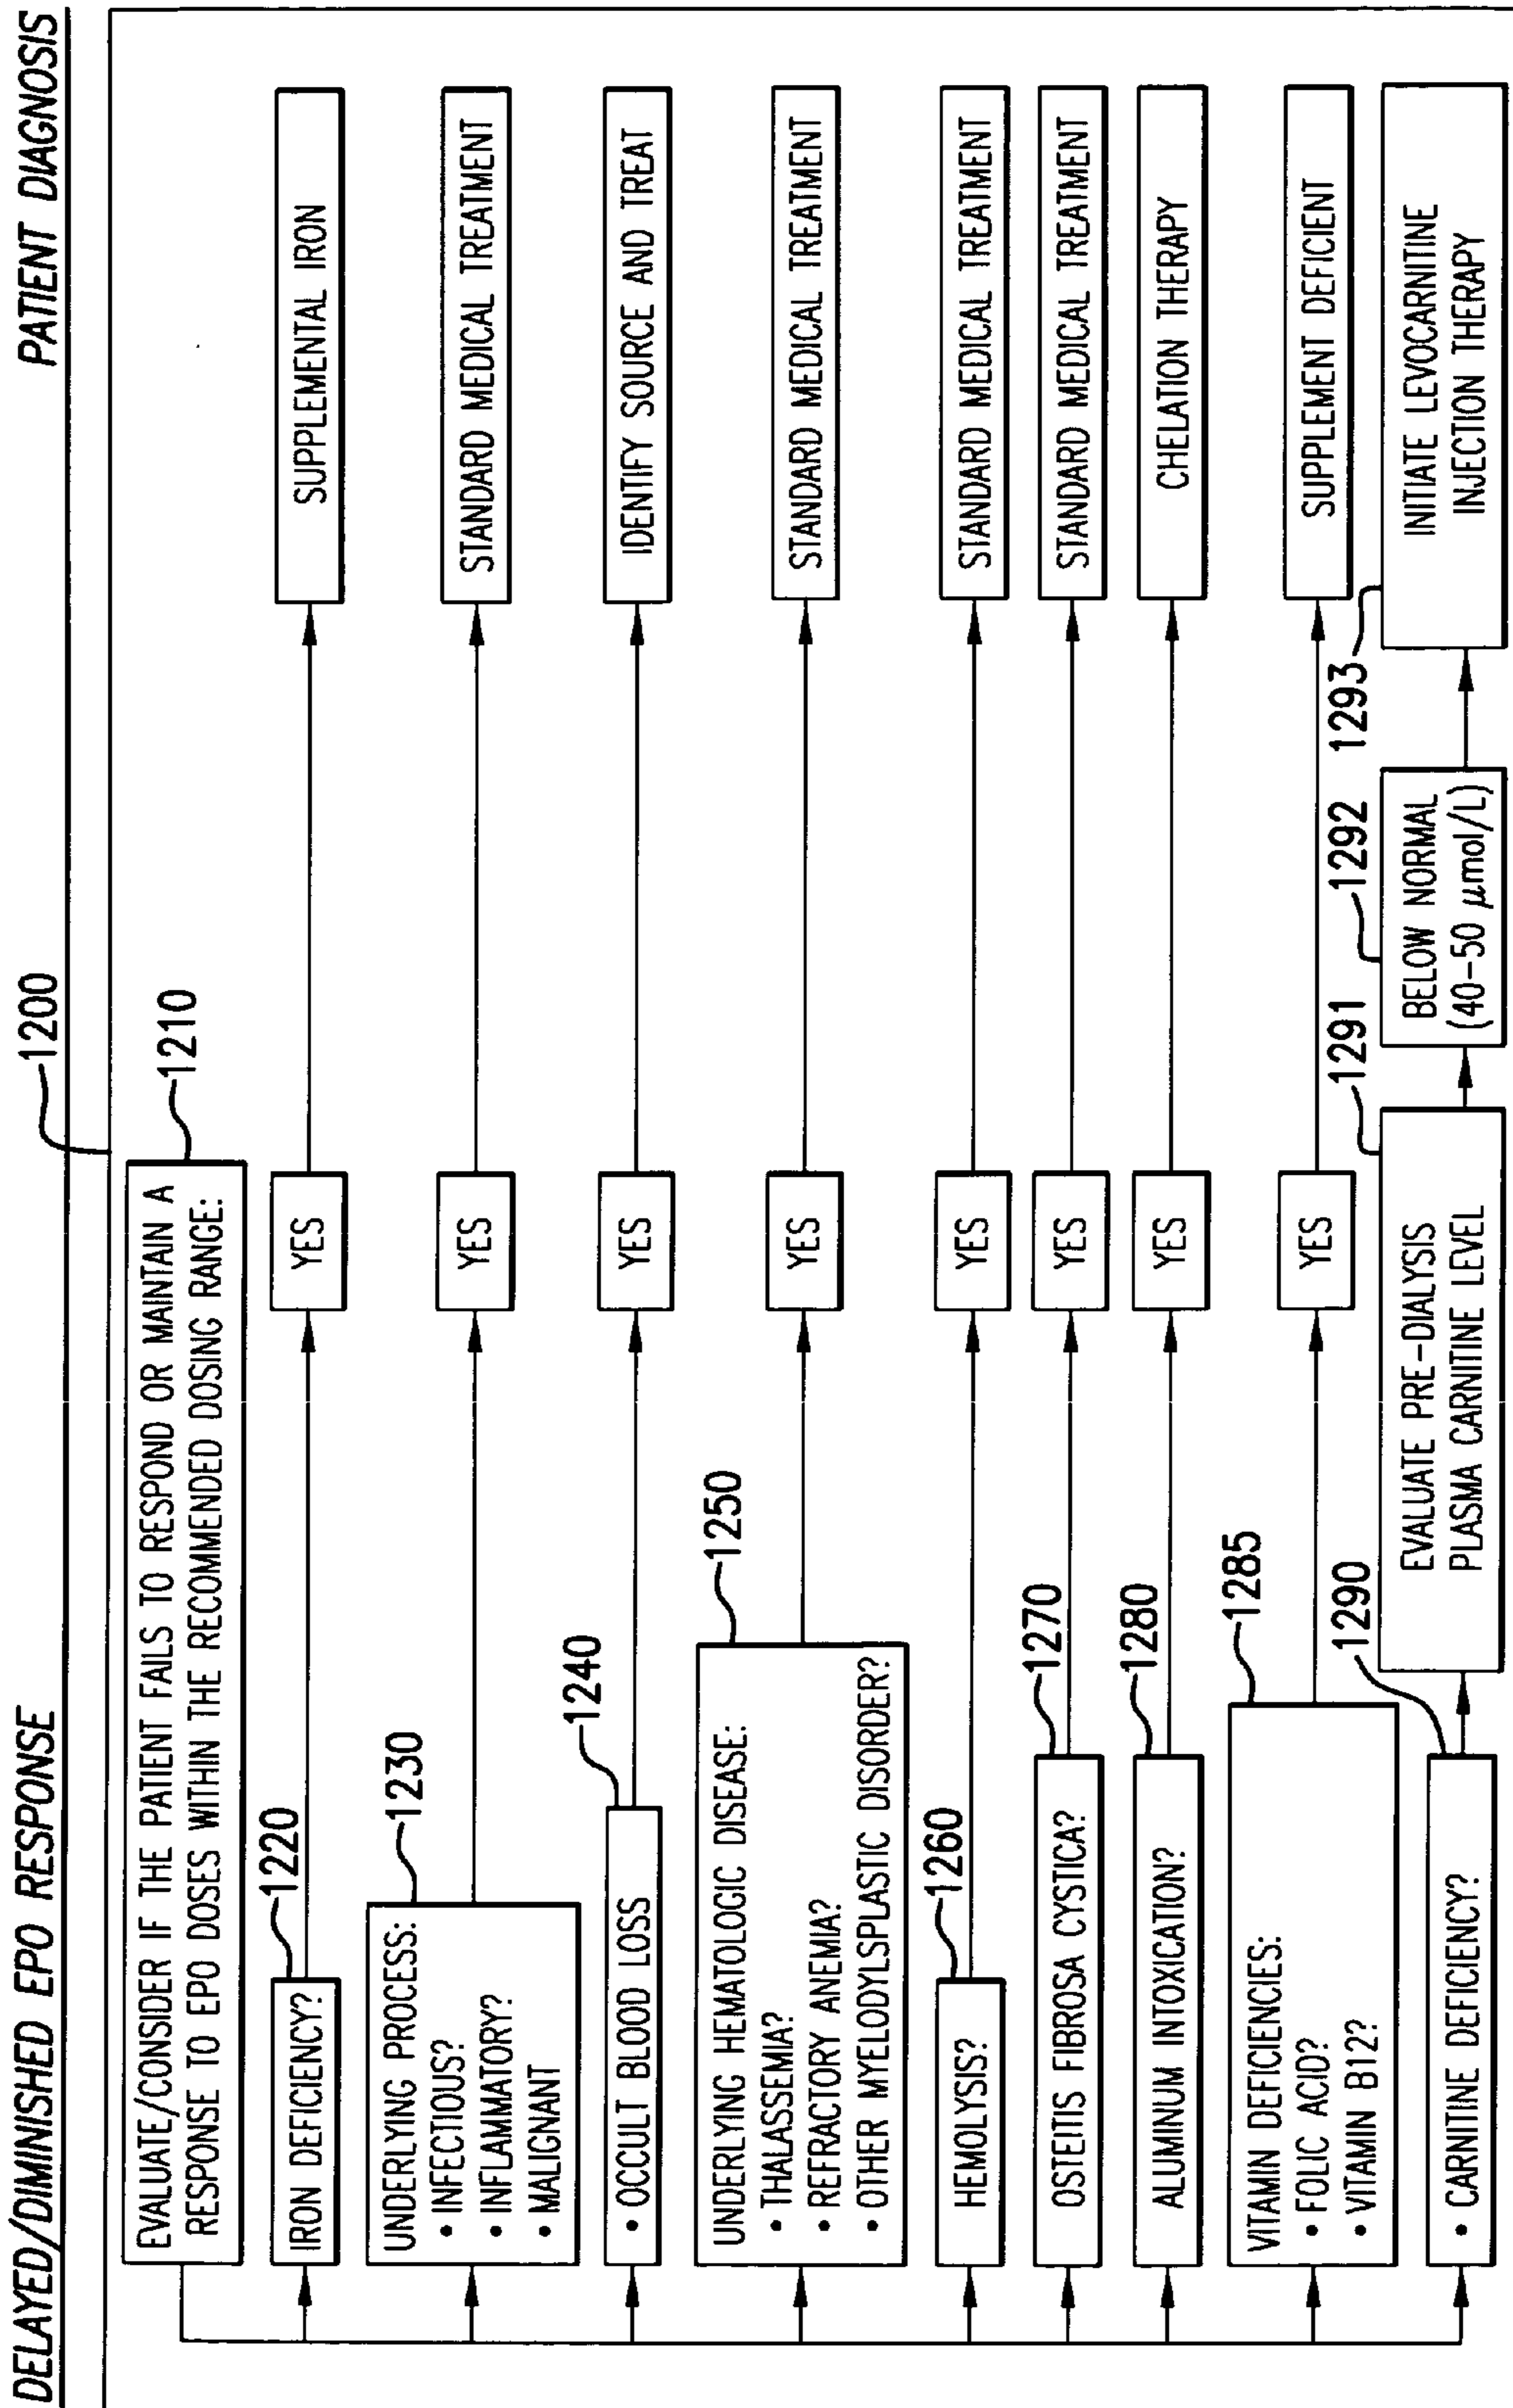 DELAYED/DIMINISHED EPO RESPONSE
PATIENT DIAGNOSIS
1200
EVALUATE/CONSIDER IF THE PATIENT FAILS TO RESPOND OR MAINTAIN A
RESPONSE TO EPO DOSES WITHIN THE RECOMMENDED DOSING RANGE:
1210
IRON DEFICIENCY?
1220
YES
SUPPLEMENTAL IRON
UNDERLYING PROCESS:
• INFECTIOUS?
• INFLAMMATORY?
• MALIGNANT
1230
YES
STANDARD MEDICAL TREATMENT
• OCCULT BLOOD LOSS
1240
YES
IDENTIFY SOURCE AND TREAT
UNDERLYING HEMATOLOGIC DISEASE:
• THALASSEMIA?
• REFRACTORY ANEMIA?
• OTHER MYELODYLSPLASTIC DISORDER?
1250
YES
STANDARD MEDICAL TREATMENT
HEMOLYSIS?
1260
YES
STANDARD MEDICAL TREATMENT
OSTEITIS FIBROSA CYSTICA?
1270
YES
STANDARD MEDICAL TREATMENT
ALUMINUM INTOXICATION?
1280
YES
CHELATION THERAPY
VITAMIN DEFICIENCIES:
• FOLIC ACID?
• VITAMIN B12?
1285
YES
SUPPLEMENT DEFICIENT
• CARNITINE DEFICIENCY?
1290
EVALUATE PRE-DIALYSIS
PLASMA CARNITINE LEVEL
1291
BELOW NORMAL
(40-50 μmol/L)
1292
INITIATE LEVOCARNITINE
INJECTION THERAPY
1293